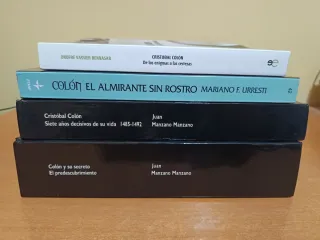 CRISTÓBAL COLÓN
De los enigmas a las certezas
COLÓN EL ALMIRANTE SIN ROSTRO MARIANO F. URRESTI
Cristóbal Colón Juan
Siete años decisivos de su vida 1485-1492 Manzano Manzano
Colón y su secreto Juan
El predescubrimiento Manzano Manzano